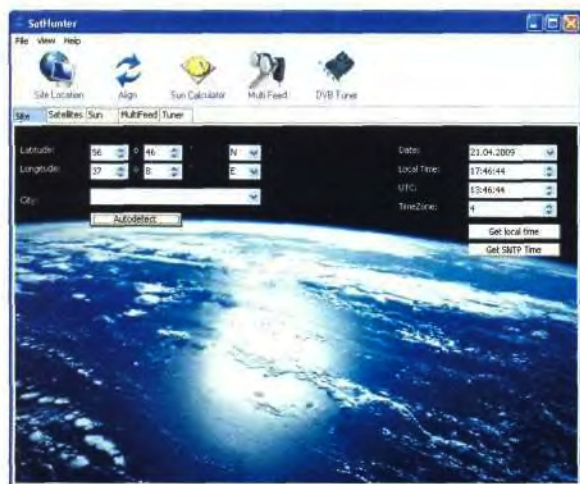 SatHunter
File View Help
Site Location Align Sun Calculator Multi Feed DVB Tuner
Site Satellites Sun MultiFeed Tuner
Latitude: 56 o 46 ' N Date: 21.04.2009
Longitude: 37 o 8 ' E Local Time: 17:46:44
UTC: 13:46:44
City: TimeZone: 4
Autodetect
Get local time
Get SNTP Time